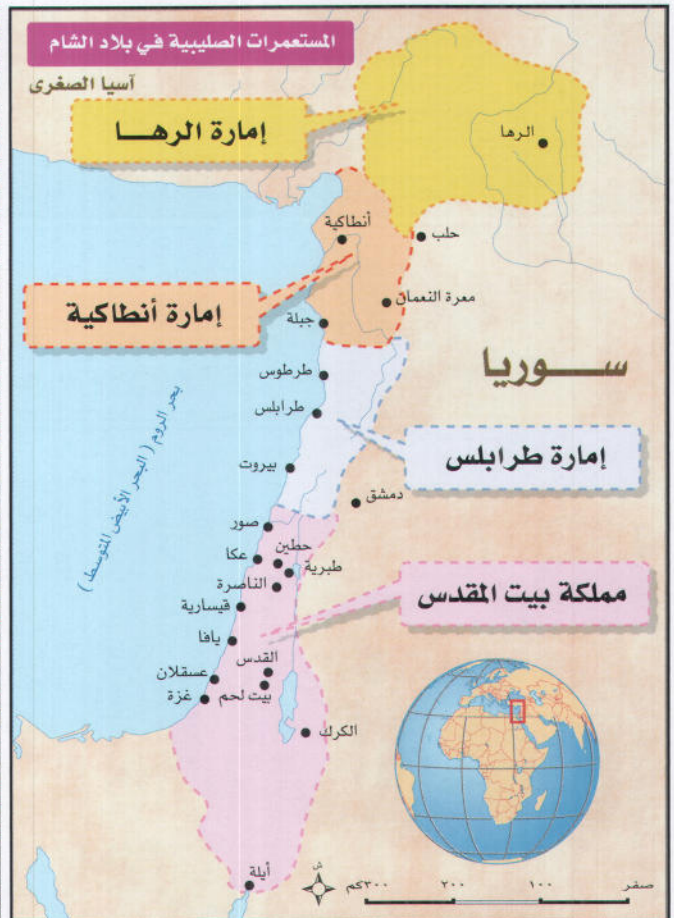 المستعمرات الصليبية في بلاد الشام
آسيا الصغرى
إمارة الرهـــا
الرها
أنطاكية
حلب
إمارة أنطاكية
معرة النعمان
جبلة
ســـوريا
طرطوس
طرابلس
بحر الروم ( البحر الأبيض المتوسط )
إمارة طرابلس
بيروت
دمشق
صور
حطين
عكا
طبرية
الناصرة
مملكة بيت المقدس
قيسارية
يافا
القدس
عسقلان
بيت لحم
غزة
الكرك
أيلة
ش
صفر ١٠٠ ٢٠٠ ٣٠٠كم